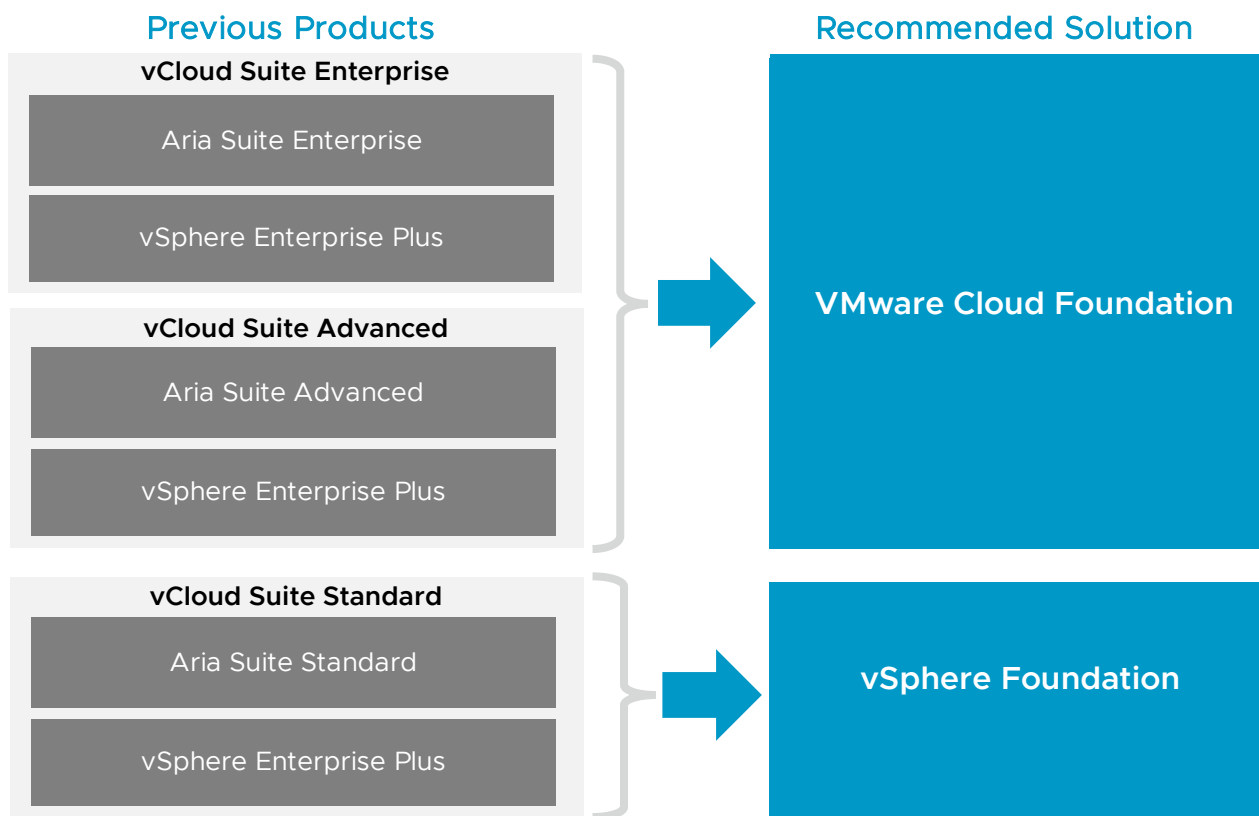 Previous Products
Recommended Solution
vCloud Suite Enterprise
Aria Suite Enterprise
vSphere Enterprise Plus
VMware Cloud Foundation
vCloud Suite Advanced
Aria Suite Advanced
vSphere Enterprise Plus
vCloud Suite Standard
Aria Suite Standard
vSphere Enterprise Plus
vSphere Foundation